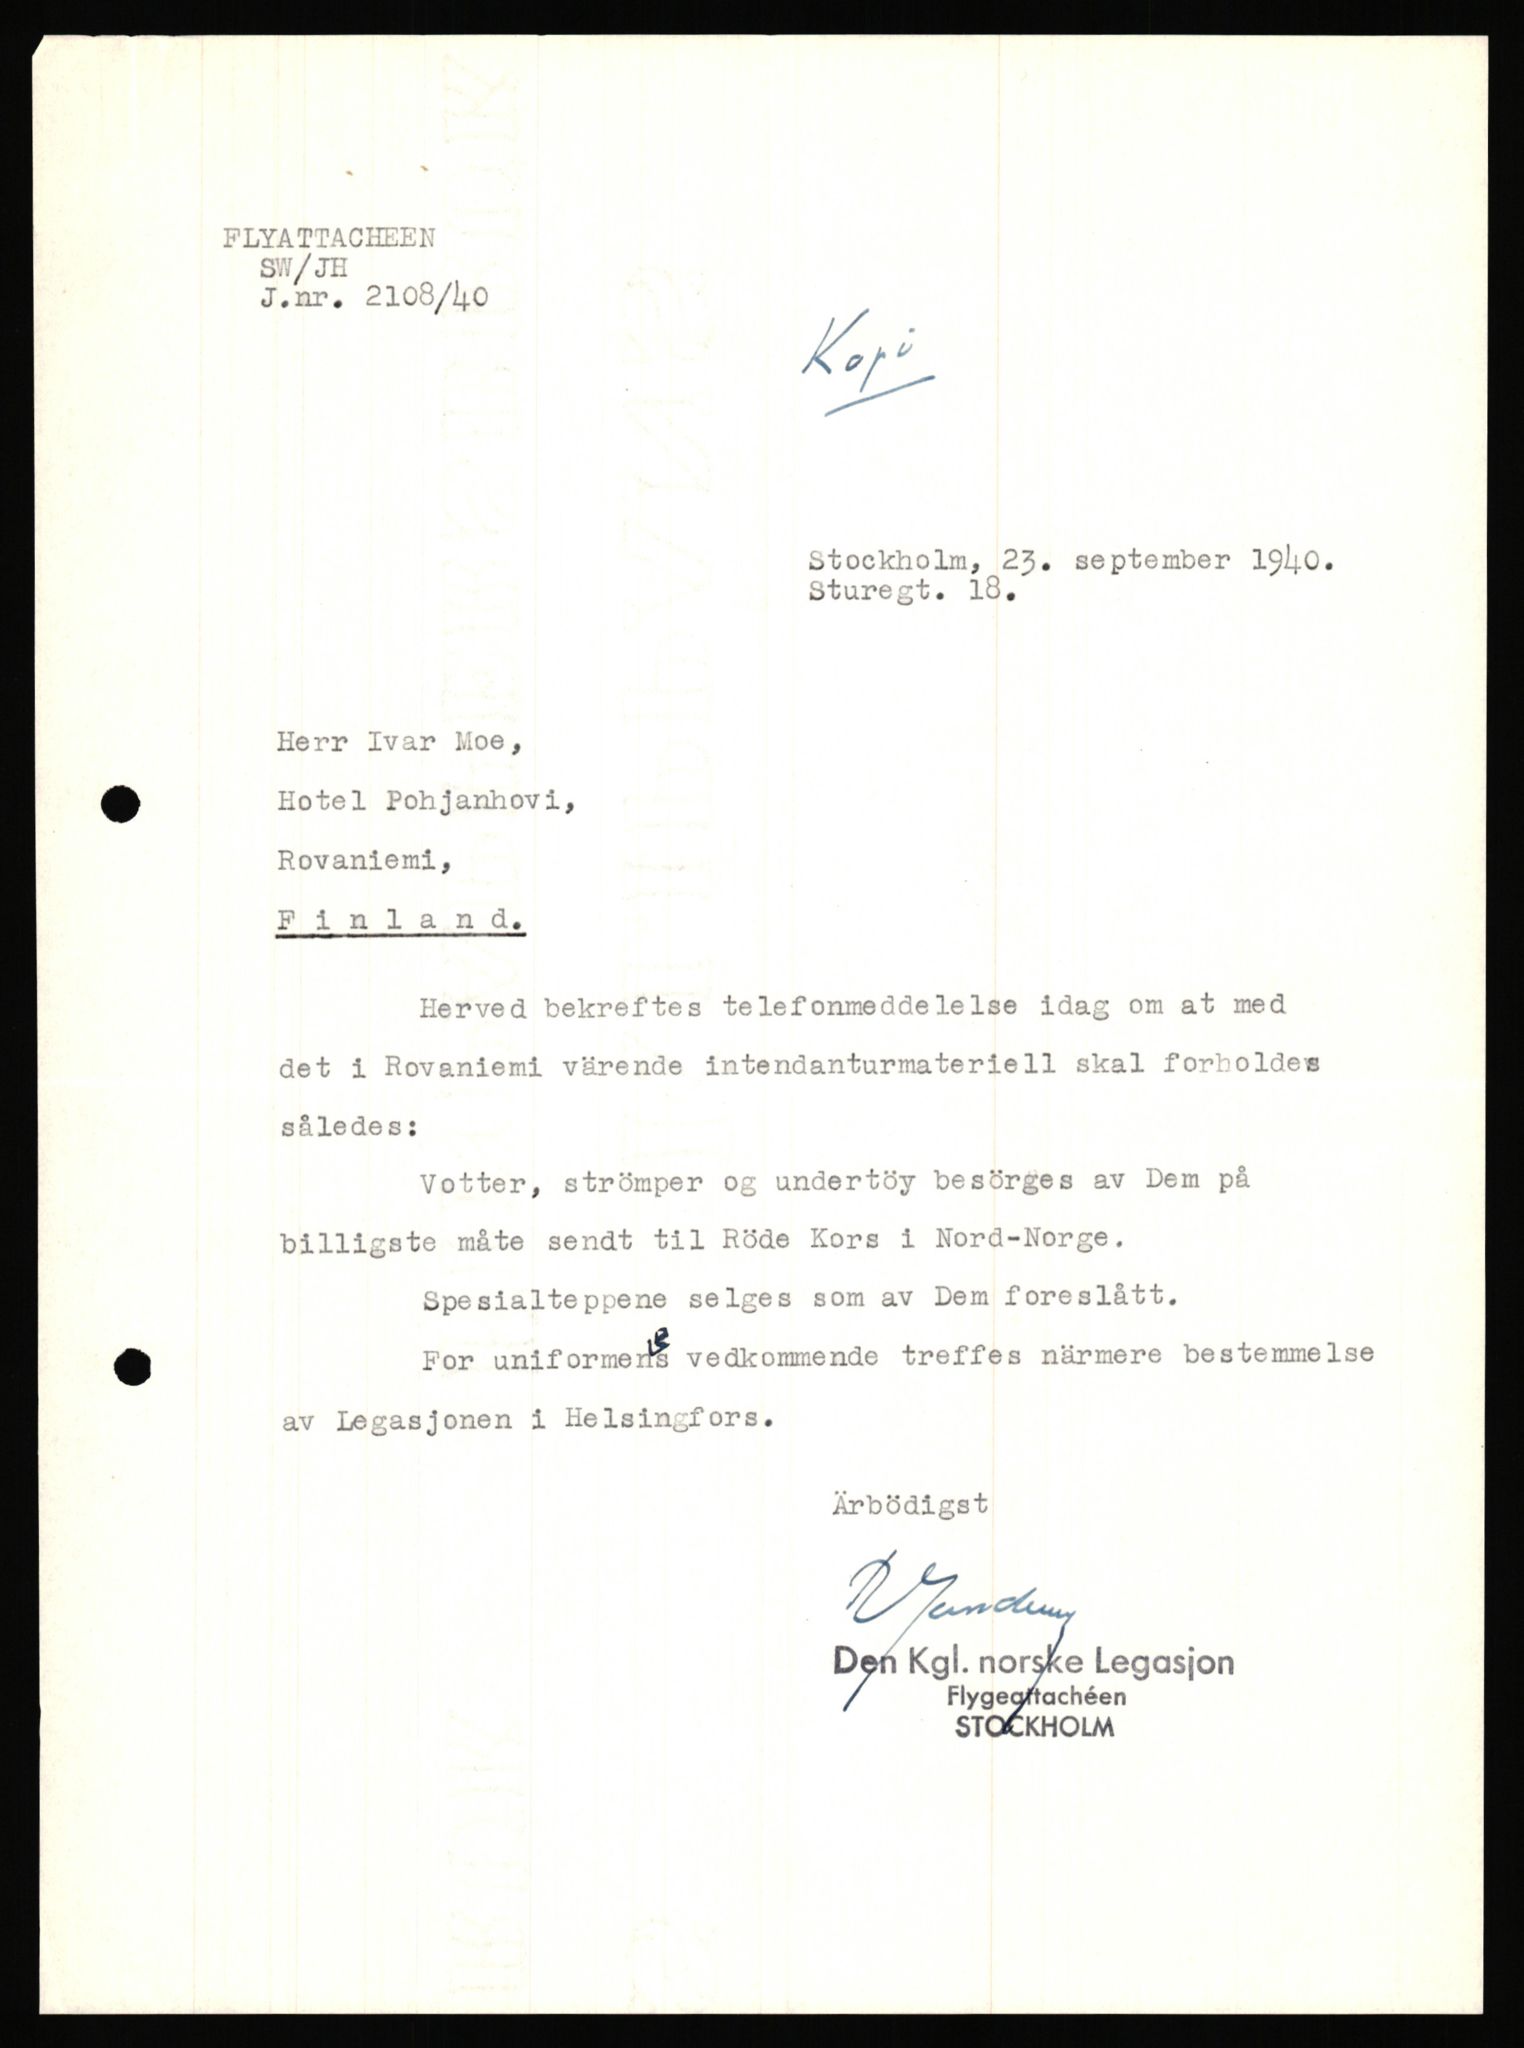 FLYATTACHEEN
SW/JH
J.nr. 2108/40
Kopi
Stockholm, 23. september 1940.
Sturegt. 18.
Herr Ivar Moe,
Hotel Pohjanhovi,
Rovaniemi,
F i n l a n d.
Herved bekreftes telefonmeddelelse idag om at med
det i Rovaniemi värende intendanturmateriell skal forholdes
således:
Votter, strömper og undertöy besörges av Dem på
billigste måte sendt til Röde Kors i Nord-Norge.
Spesialteppene selges som av Dem foreslått.
For uniformenes vedkommende treffes närmere bestemmelse
av Legasjonen i Helsingfors.
Ärbödigst
Den Kgl. norske Legasjon
Flygeattachéen
STOCKHOLM